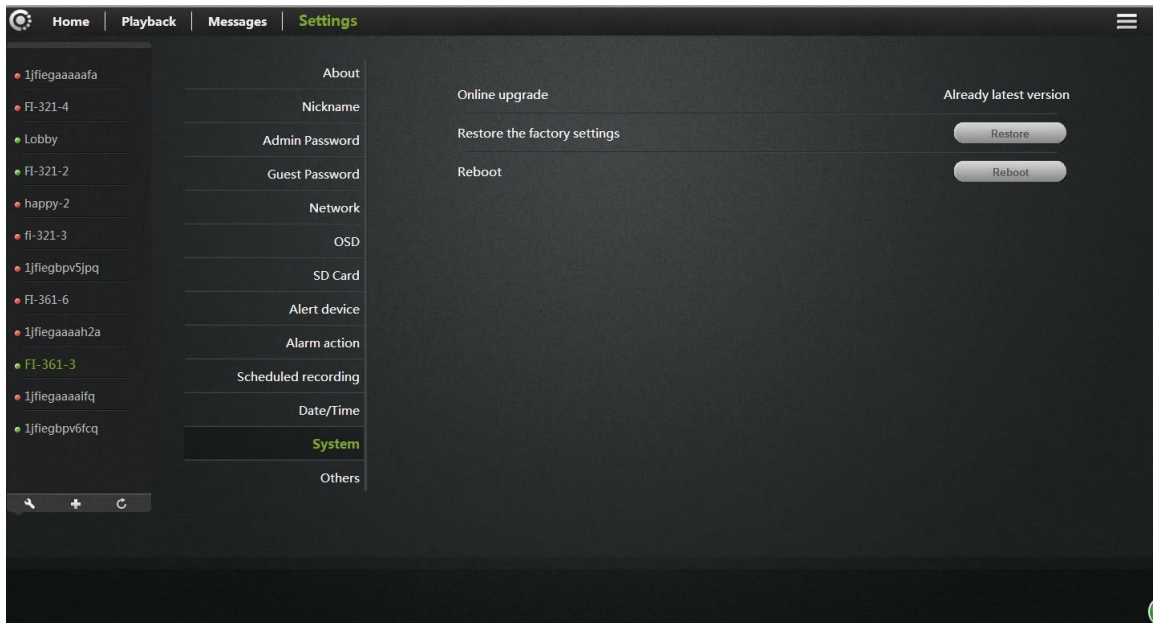 Home Playback Messages Settings
1jfiegaaaaafa
FI-321-4
Lobby
FI-321-2
happy-2
fi-321-3
1jfiegbpv5jpq
FI-361-6
1jfiegaaaah2a
FI-361-3
1jfiegaaaaifq
1jfiegbpv6fcq
About
Nickname
Admin Password
Guest Password
Network
OSD
SD Card
Alert device
Alarm action
Scheduled recording
Date/Time
System
Others
Online upgrade Already latest version
Restore the factory settings Restore
Reboot Reboot